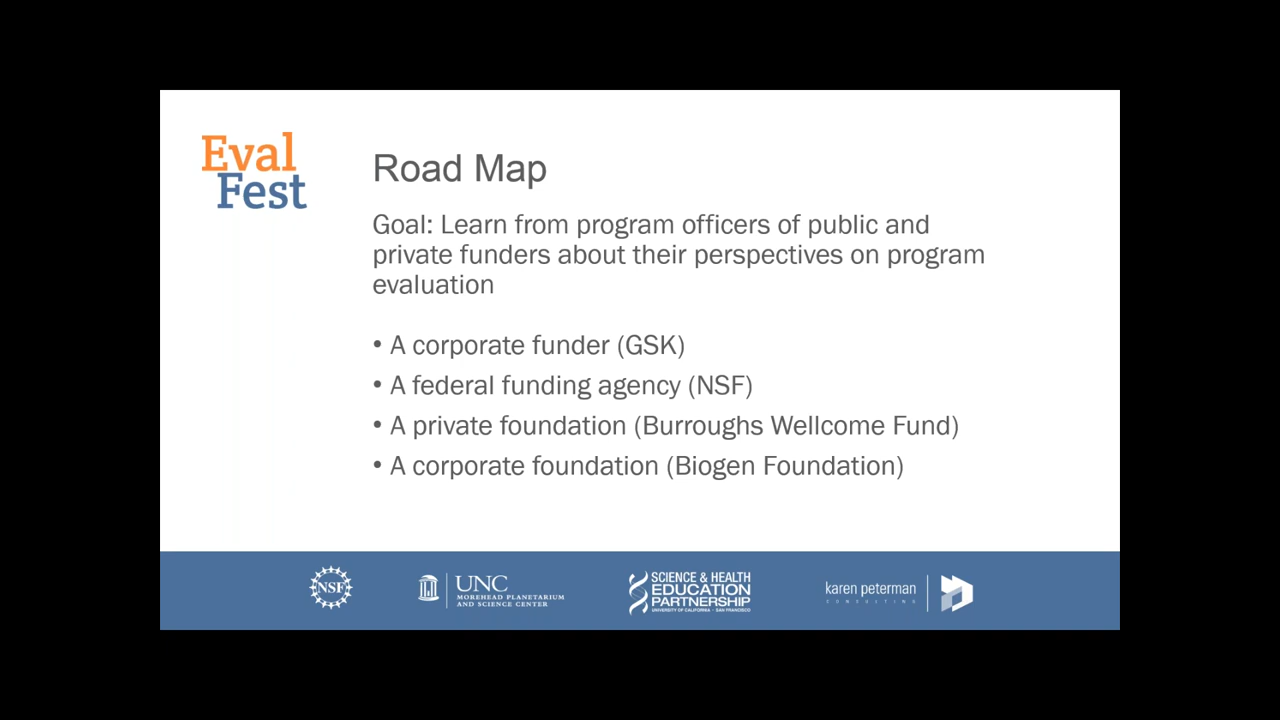 Eval
Fest
Road Map
Goal: Learn from program officers of public and
private funders about their perspectives on program
evaluation
• A corporate funder (GSK)
• A federal funding agency (NSF)
• A private foundation (Burroughs Wellcome Fund)
• A corporate foundation (Biogen Foundation)
NSF
UNC
MOREHEAD PLANETARIUM
AND SCIENCE CENTER
SCIENCE & HEALTH
EDUCATION
PARTNERSHIP
UNIVERSITY OF CALIFORNIA · SAN FRANCISCO
karen peterman
CONSULTING